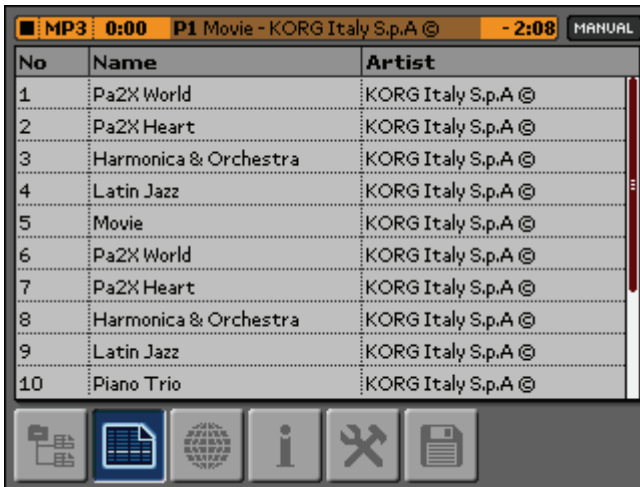 MP3 0:00 P1 Movie - KORG Italy S.p.A © - 2:08 MANUAL
No Name Artist
1 Pa2X World KORG Italy S.p.A ©
2 Pa2X Heart KORG Italy S.p.A ©
3 Harmonica & Orchestra KORG Italy S.p.A ©
4 Latin Jazz KORG Italy S.p.A ©
5 Movie KORG Italy S.p.A ©
6 Pa2X World KORG Italy S.p.A ©
7 Pa2X Heart KORG Italy S.p.A ©
8 Harmonica & Orchestra KORG Italy S.p.A ©
9 Latin Jazz KORG Italy S.p.A ©
10 Piano Trio KORG Italy S.p.A ©